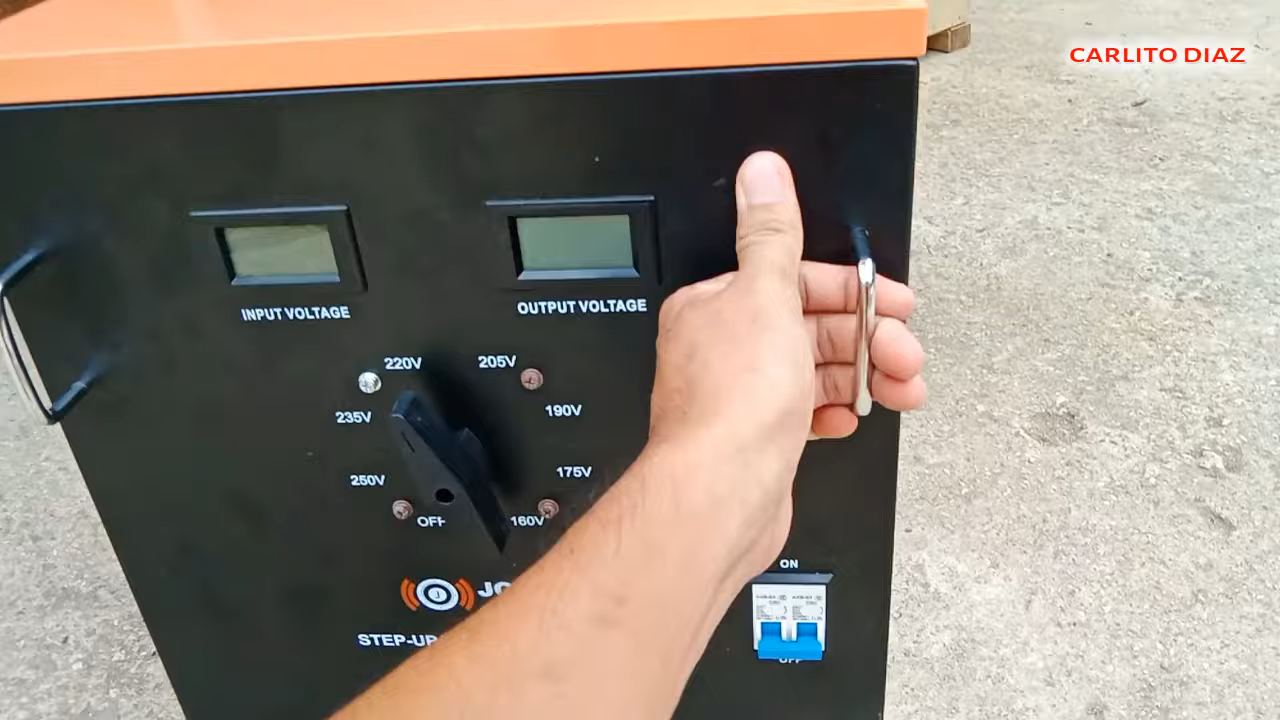 CARLITO DIAZ
INPUT VOLTAGE
OUTPUT VOLTAGE
220V
205V
235V
190V
250V
175V
OFF
160V
ON
STEP-UP
OFF